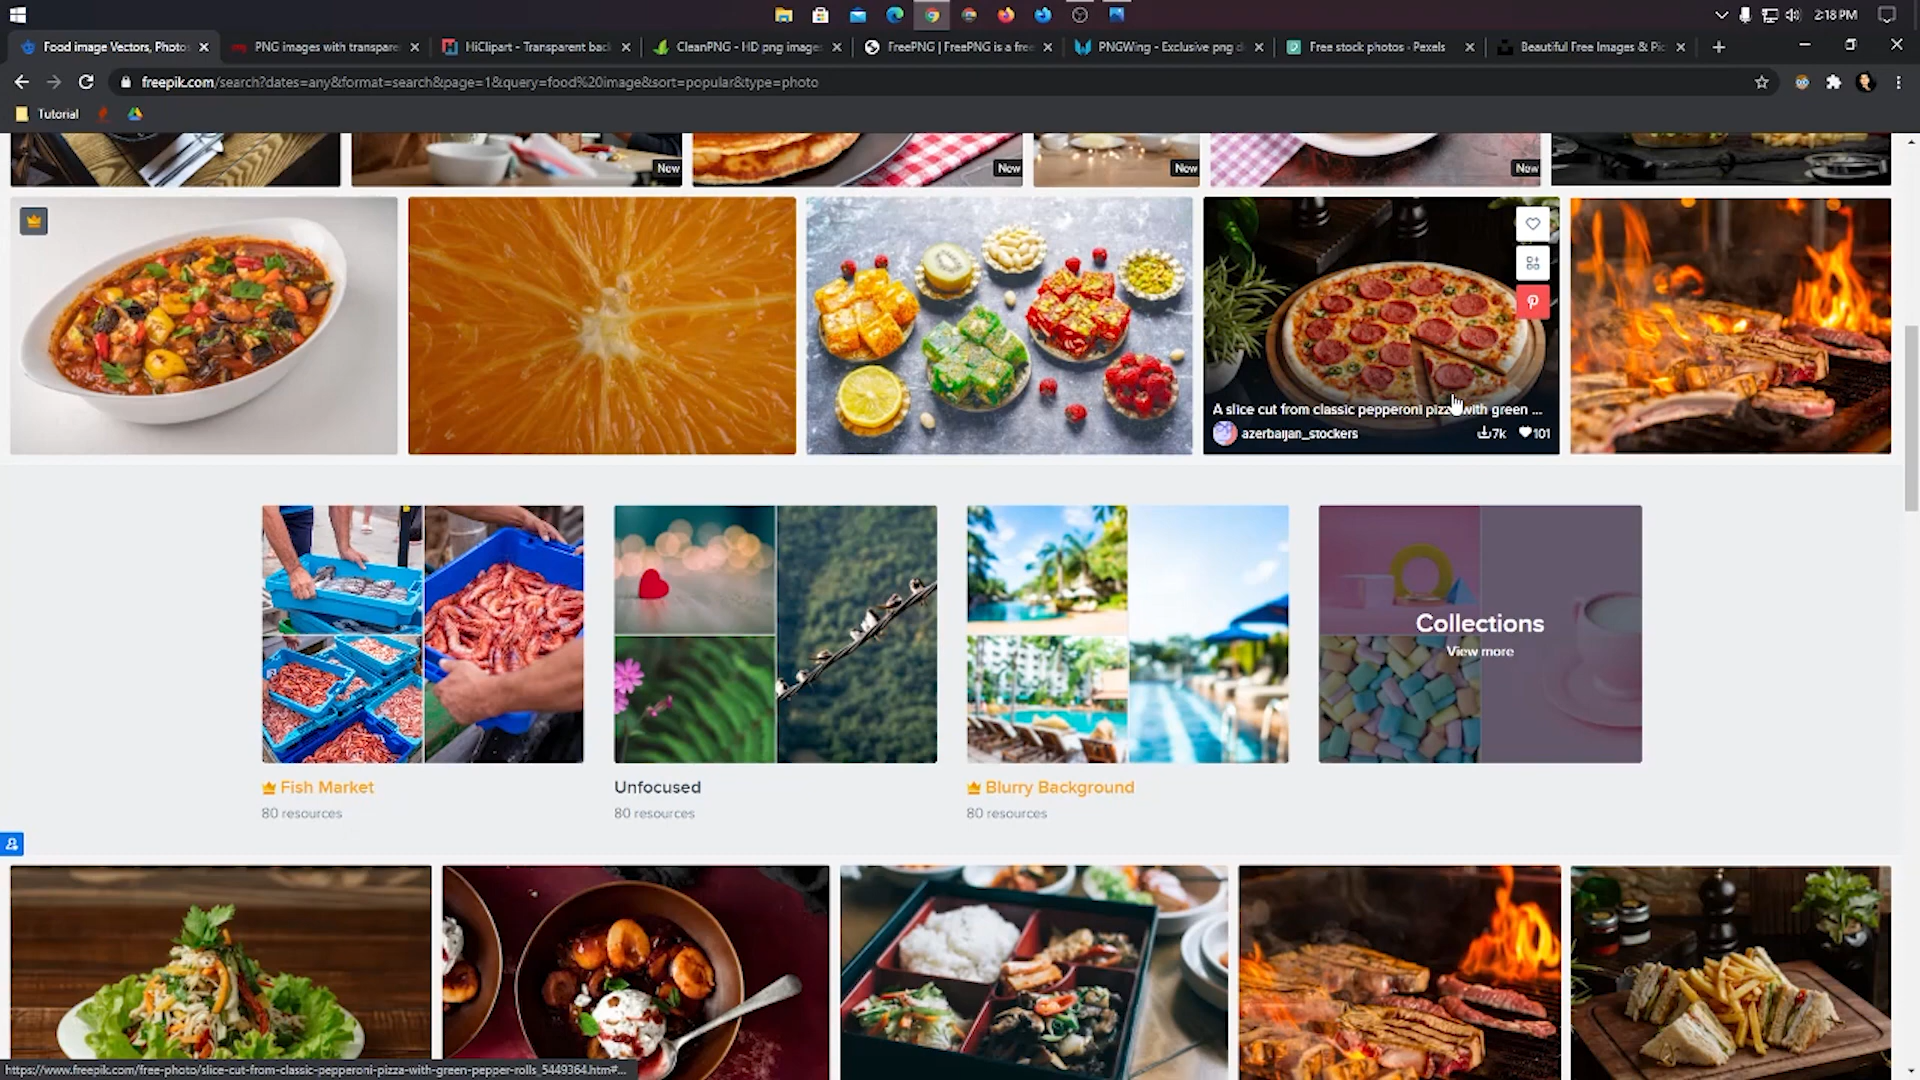 2:18 PM
Food image Vectors, Photos
PNG images with transpare
HiClipart - Transparent bac
CleanPNG - HD png images
FreePNG | FreePNG is a free
PNGWing - Exclusive png d
Free stock photos · Pexels
Beautiful Free Images & Pic
freepik.com/search?dates=any&format=search&page=1&query=food%20image&sort=popular&type=photo
Tutorial
New
New
New
New
A slice cut from classic pepperoni pizza with green ...
azerbaijan_stockers
7k
101
Collections
View more
Fish Market
Unfocused
Blurry Background
80 resources
80 resources
80 resources
https://www.freepik.com/free-photo/slice-cut-from-classic-pepperoni-pizza-with-green-pepper-rolls_5449364.htm#...